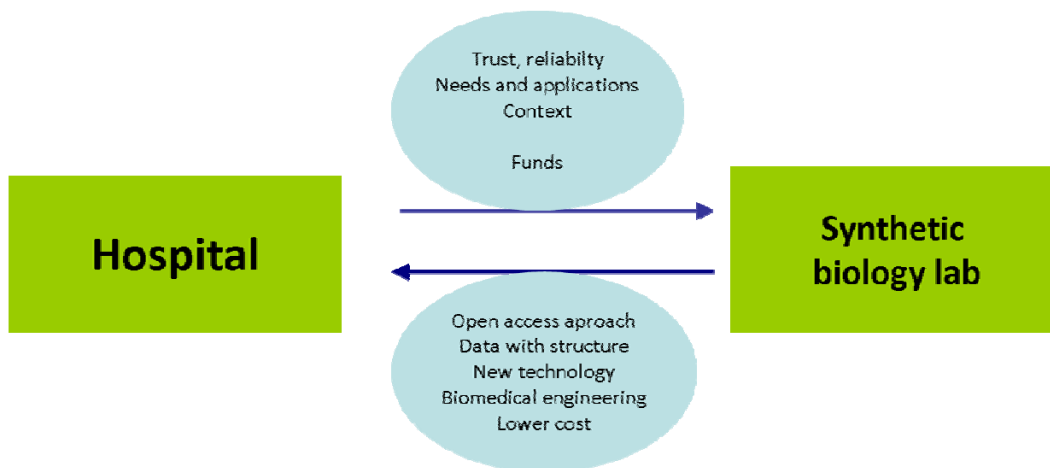 Trust, reliabilty
Needs and applications
Context
Funds
Hospital
Synthetic
biology lab
Open access aproach
Data with structure
New technology
Biomedical engineering
Lower cost